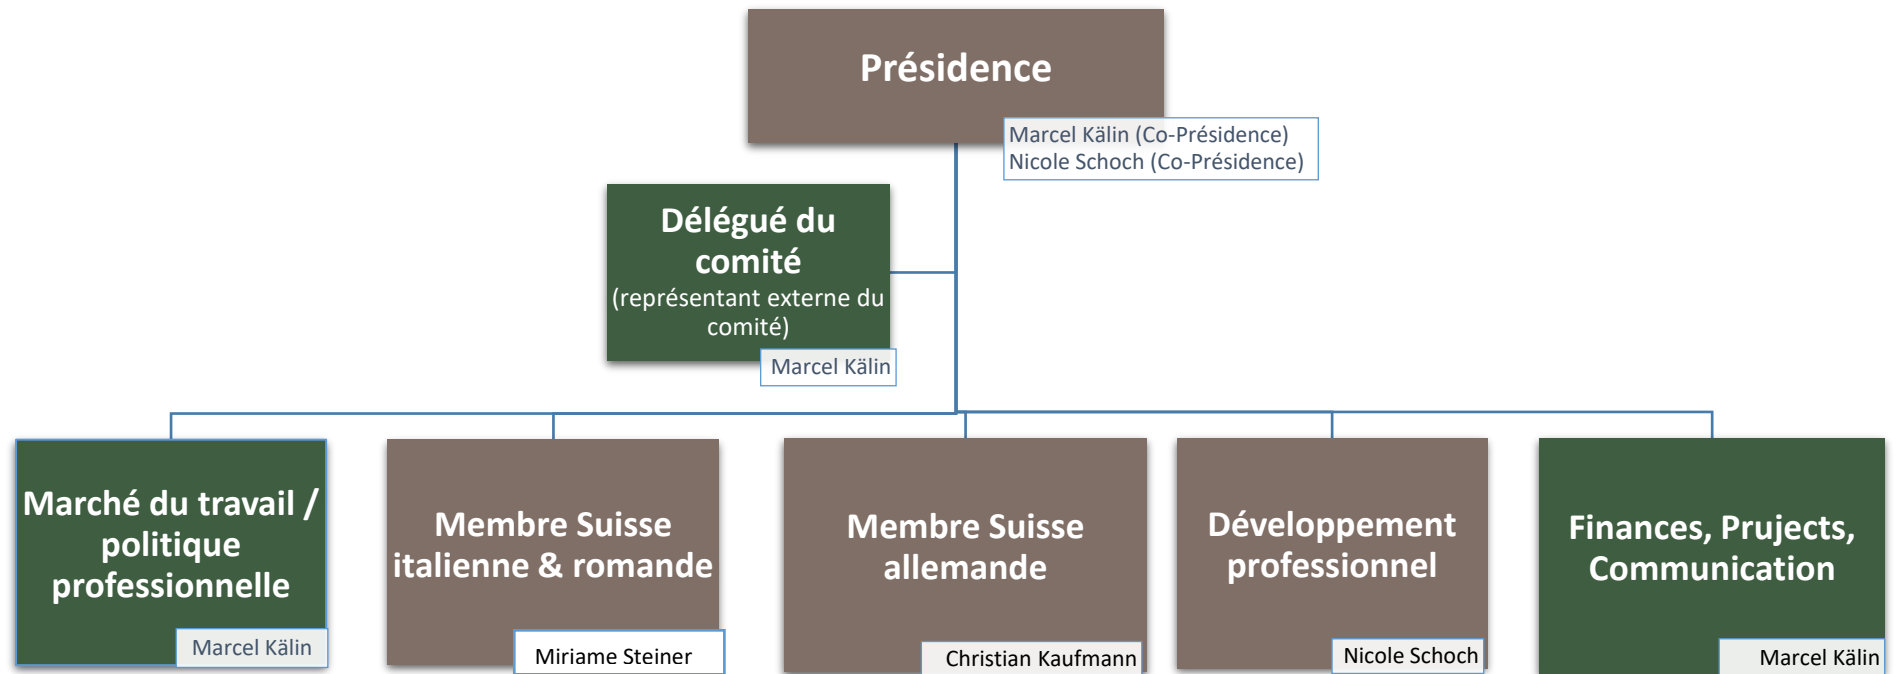 Présidence
Marcel Kälin (Co-Présidence)
Nicole Schoch (Co-Présidence)
Délégué du
comité
(représentant externe du
comité)
Marcel Kälin
Marché du travail /
politique
professionnelle
Marcel Kälin
Membre Suisse
italienne & romande
Miriame Steiner
Membre Suisse
allemande
Christian Kaufmann
Développement
professionnel
Nicole Schoch
Finances, Prujects,
Communication
Marcel Kälin